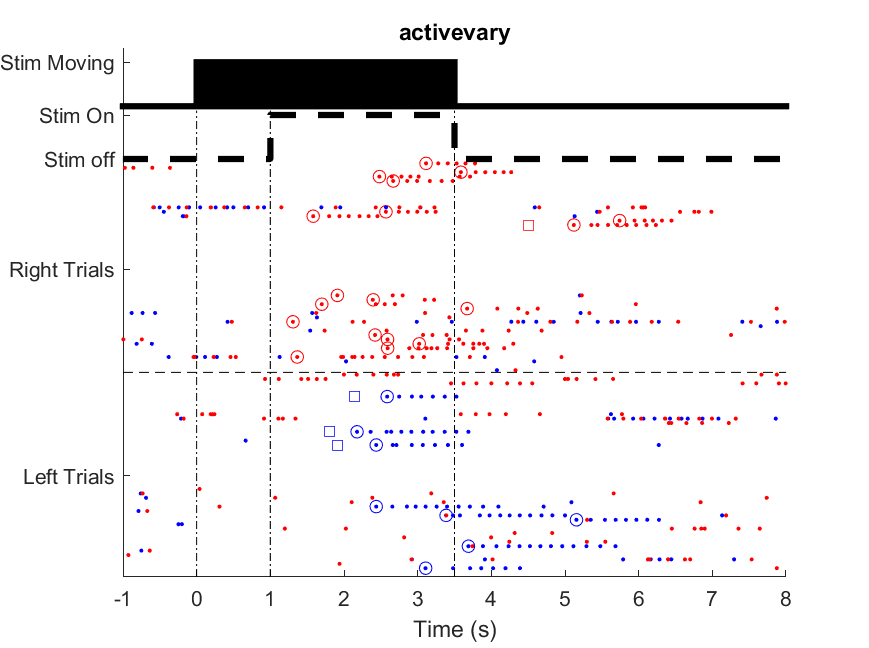 activevary
Stim Moving
Stim On
Stim off
Right Trials
Left Trials
-1 0 1 2 3 4 5 6 7 8
Time (s)